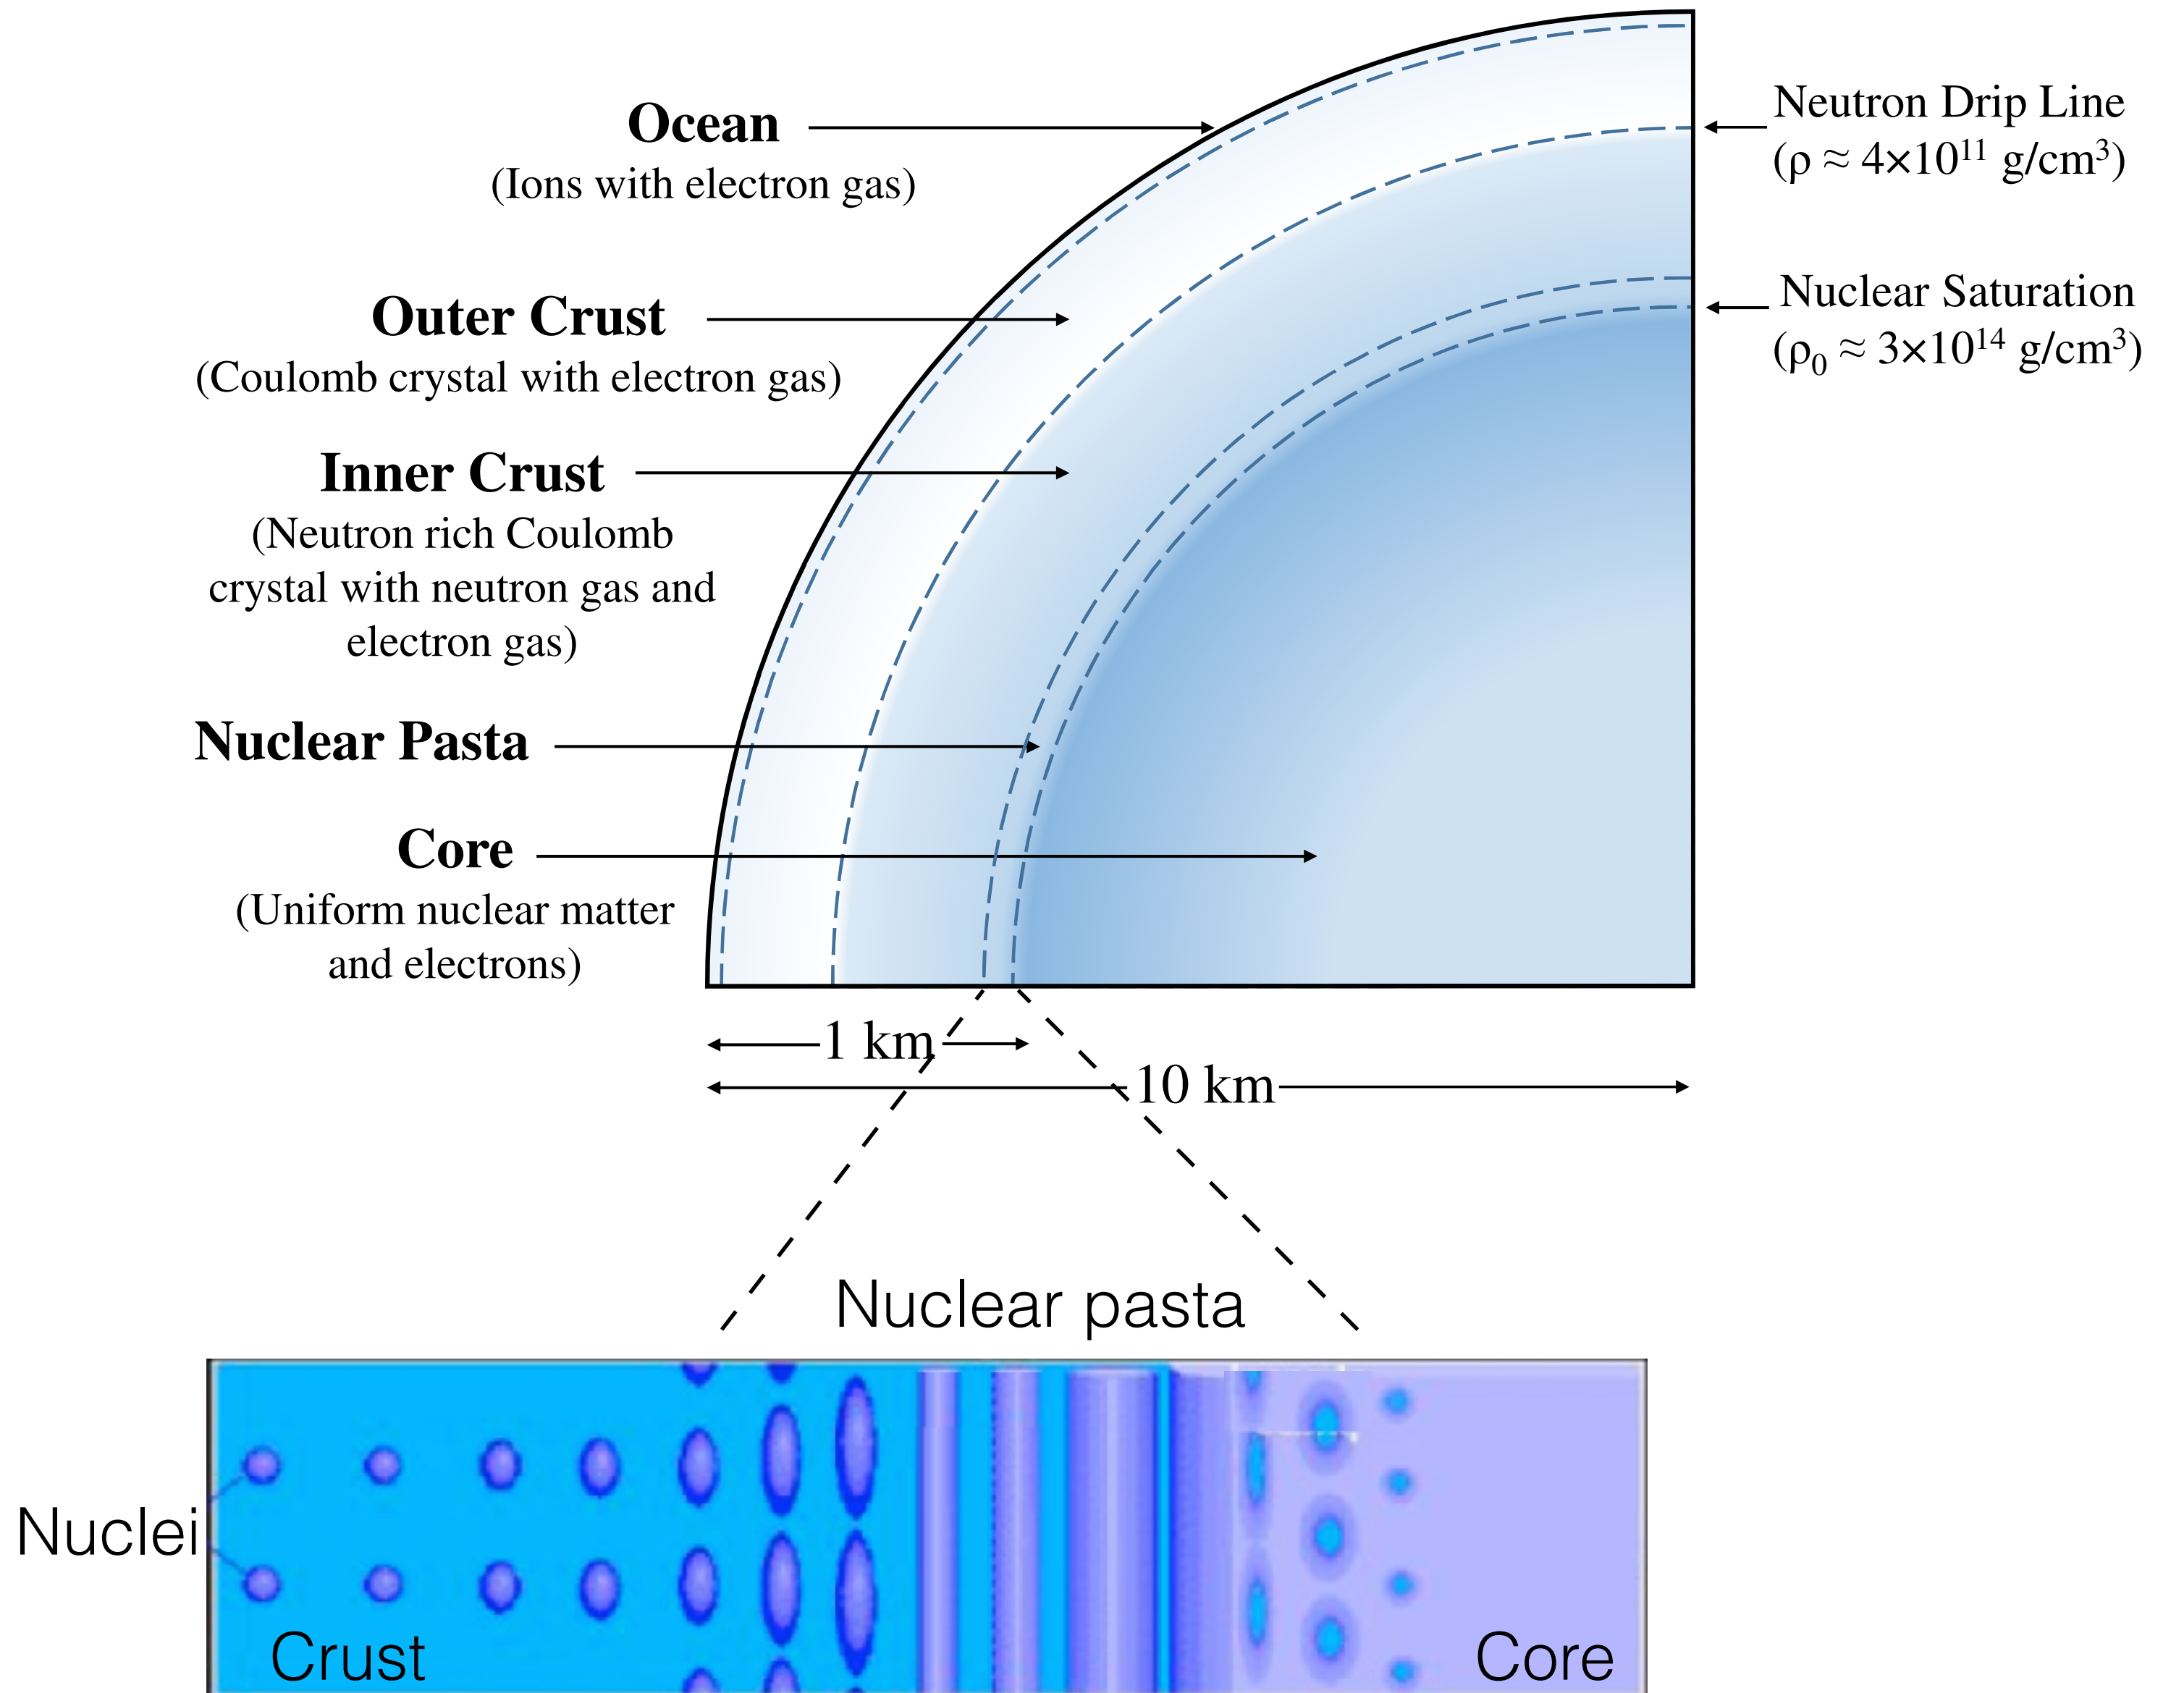 Ocean
(Ions with electron gas)
Outer Crust
(Coulomb crystal with electron gas)
Inner Crust
(Neutron rich Coulomb
crystal with neutron gas and
electron gas)
Nuclear Pasta
Core
(Uniform nuclear matter
and electrons)
Neutron Drip Line
(ρ ≈ 4×10¹¹ g/cm³)
Nuclear Saturation
(ρ₀ ≈ 3×10¹⁴ g/cm³)
1 km
10 km
Nuclear pasta
Nuclei
Crust
Core